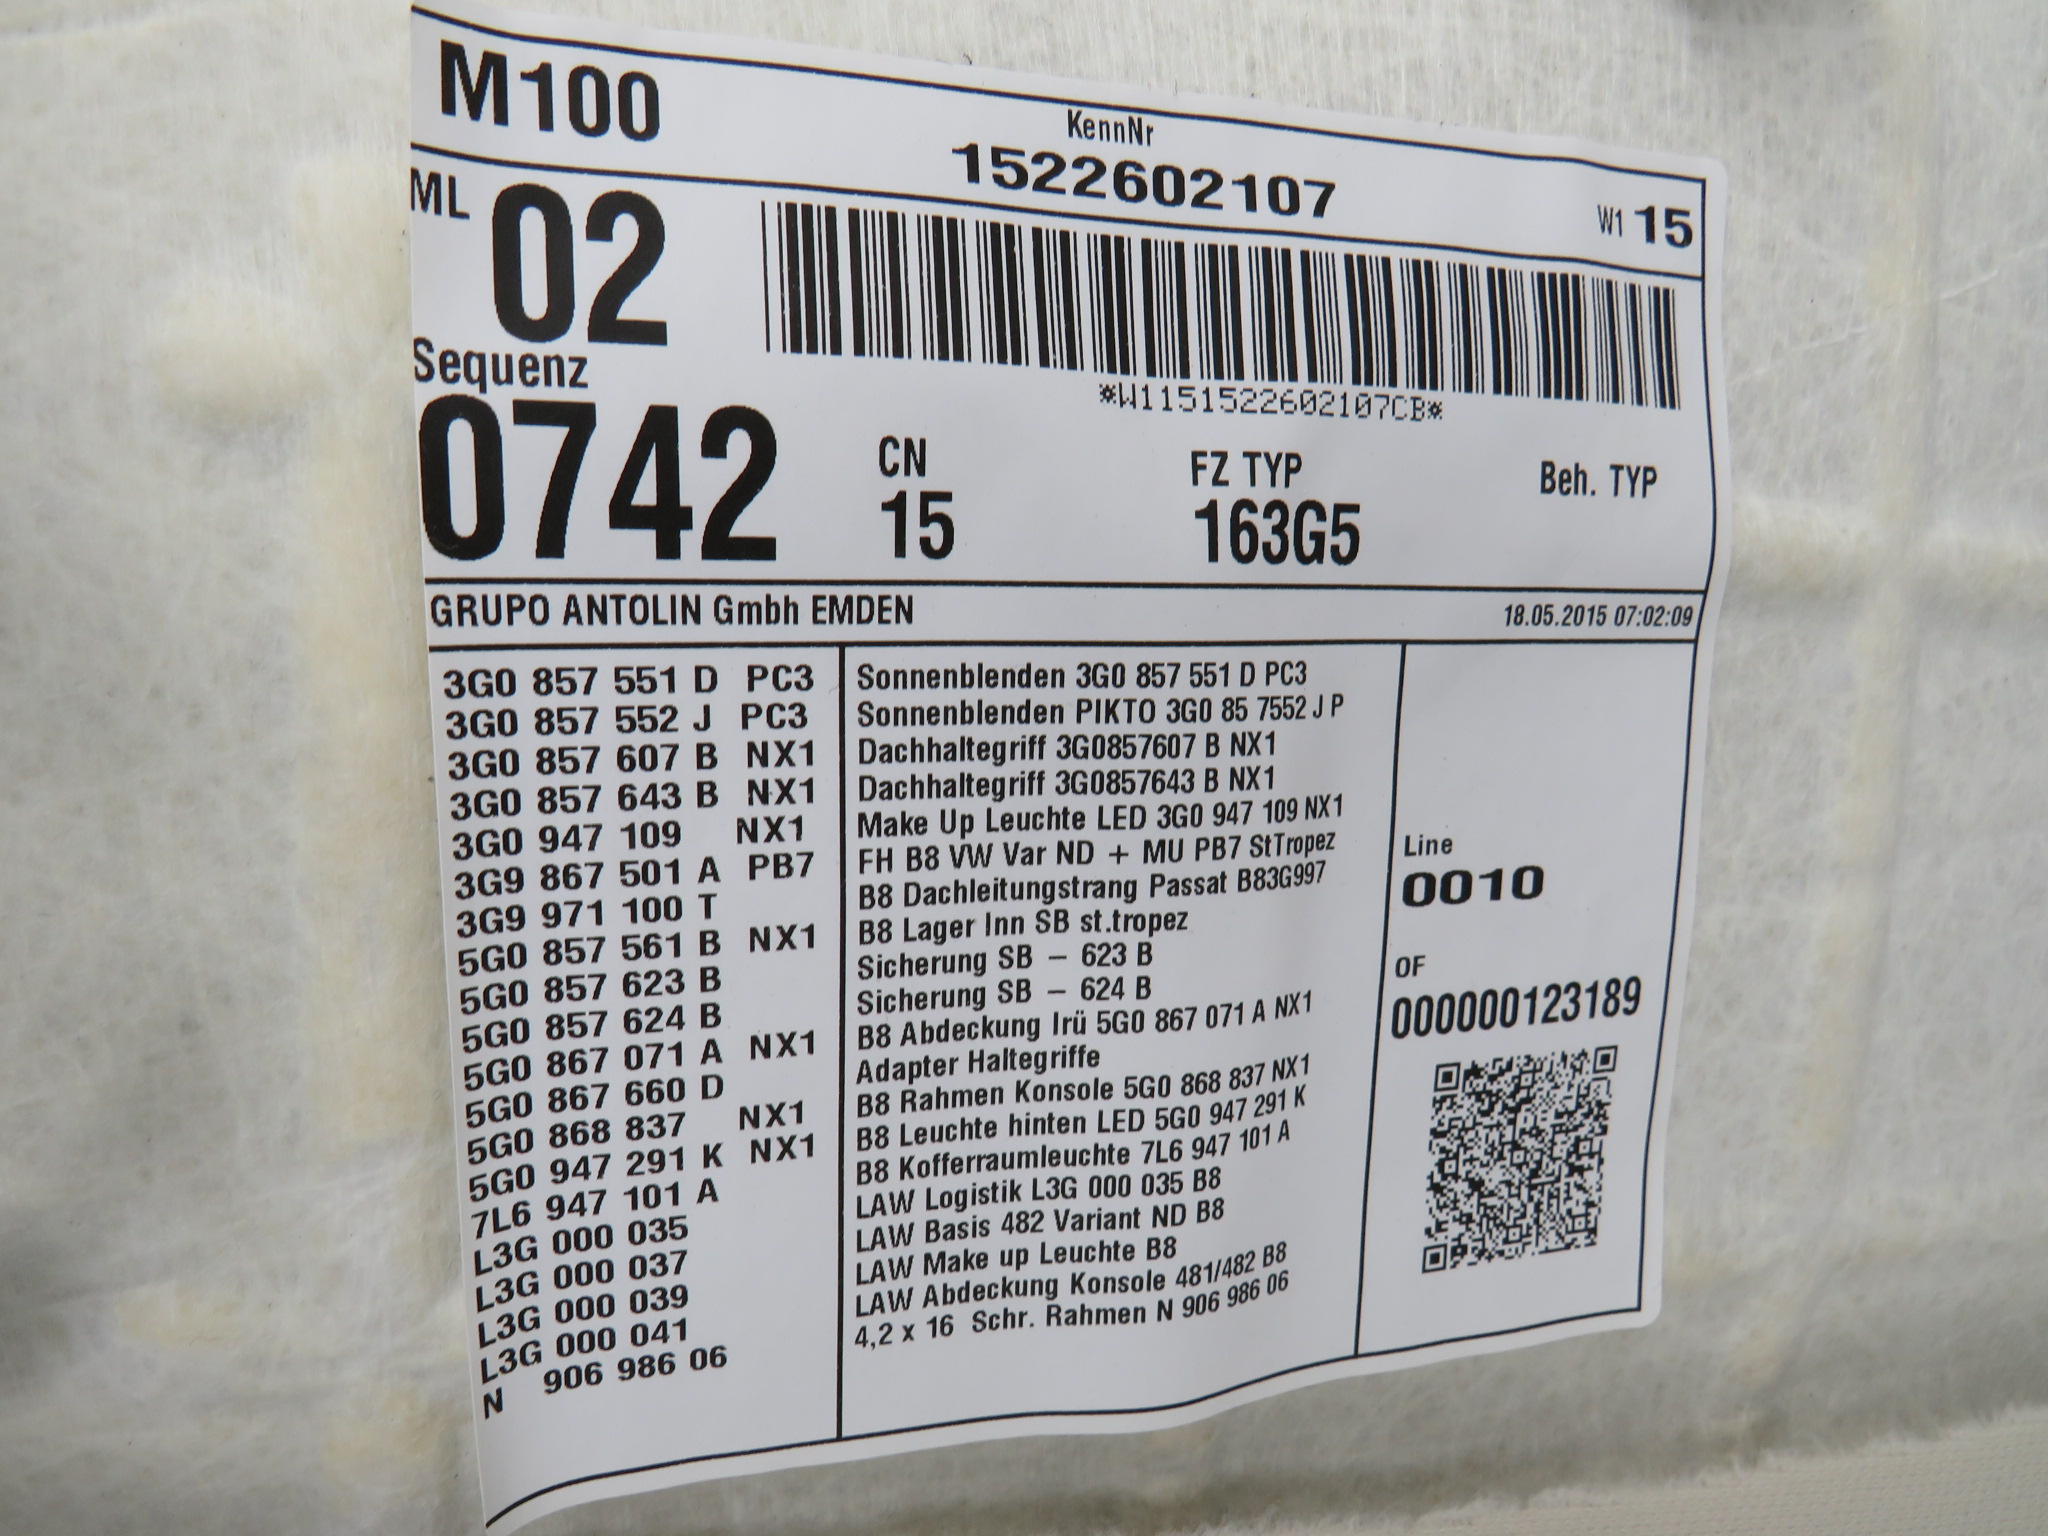 M100
KennNr
1522602107
W1 15
ML 02
*W1151522602107CB*
Sequenz
0742
CN
15
FZ TYP
163G5
Beh. TYP
GRUPO ANTOLIN Gmbh EMDEN
18.05.2015 07:02:09
3G0 857 551 D PC3
3G0 857 552 J PC3
3G0 857 607 B NX1
3G0 857 643 B NX1
3G0 947 109 NX1
3G9 867 501 A PB7
3G9 971 100 T
5G0 857 561 B NX1
5G0 857 623 B
5G0 857 624 B
5G0 867 071 A NX1
5G0 867 660 D
5G0 868 837 NX1
5G0 947 291 K NX1
7L6 947 101 A
L3G 000 035
L3G 000 037
L3G 000 039
L3G 000 041
N 906 986 06
Sonnenblenden 3G0 857 551 D PC3
Sonnenblenden PIKTO 3G0 85 7552 J P
Dachhaltegriff 3G0857607 B NX1
Dachhaltegriff 3G0857643 B NX1
Make Up Leuchte LED 3G0 947 109 NX1
FH B8 VW Var ND + MU PB7 StTropez
B8 Dachleitungstrang Passat B83G997
B8 Lager Inn SB st.tropez
Sicherung SB - 623 B
Sicherung SB - 624 B
B8 Abdeckung Irü 5G0 867 071 A NX1
Adapter Haltegriffe
B8 Rahmen Konsole 5G0 868 837 NX1
B8 Leuchte hinten LED 5G0 947 291 K
B8 Kofferraumleuchte 7L6 947 101 A
LAW Logistik L3G 000 035 B8
LAW Basis 482 Variant ND B8
LAW Make up Leuchte B8
LAW Abdeckung Konsole 481/482 B8
4,2 x 16 Schr. Rahmen N 906 986 06
Line
0010
OF
000000123189